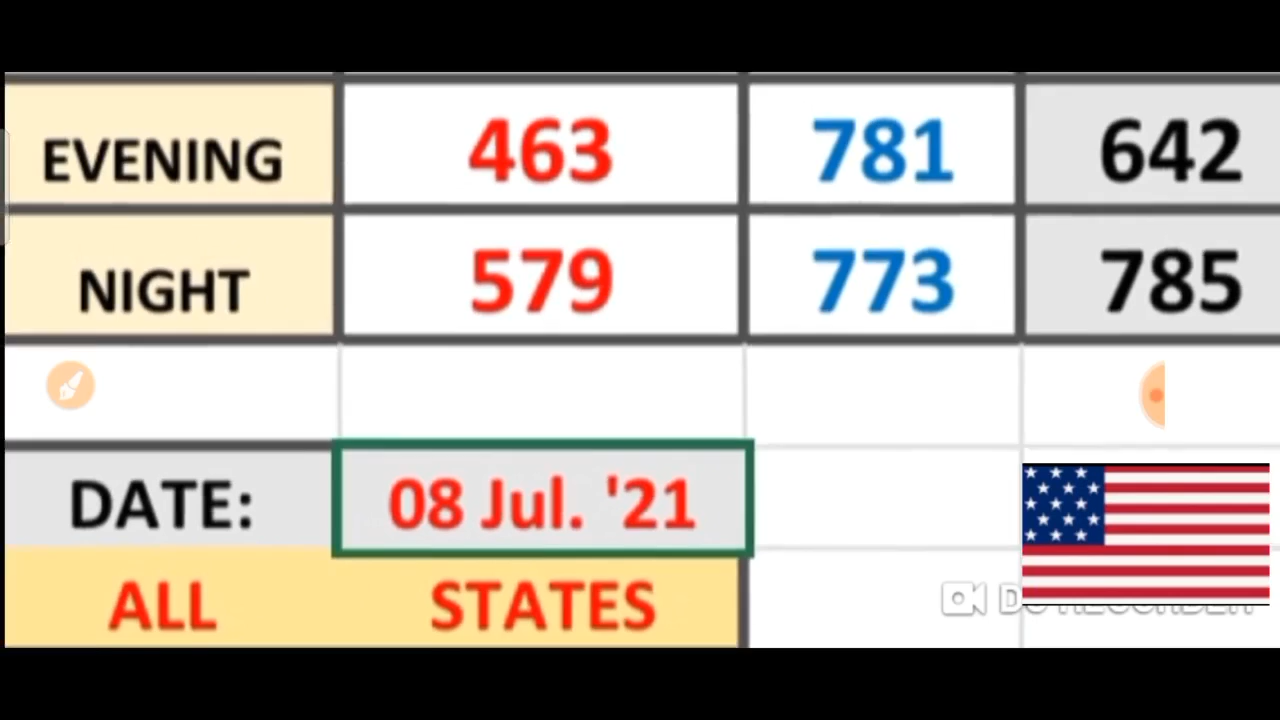 EVENING 463 781 642
NIGHT 579 773 785
DATE: 08 Jul. '21
ALL STATES